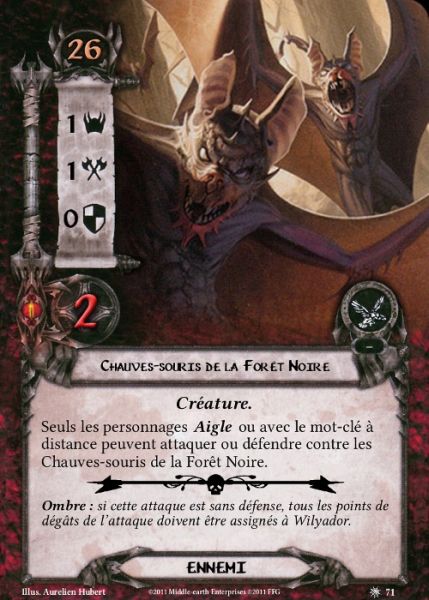 26
1
1
0
2
Chauves-souris de la Forêt Noire
Créature.
Seuls les personnages Aigle ou avec le mot-clé à
distance peuvent attaquer ou défendre contre les
Chauves-souris de la Forêt Noire.
Ombre : si cette attaque est sans défense, tous les points de
dégâts de l'attaque doivent être assignés à Wilyador.
ENNEMI
Illus. Aurelien Hubert ©2011 Middle-earth Enterprises ©2011 FFG 71